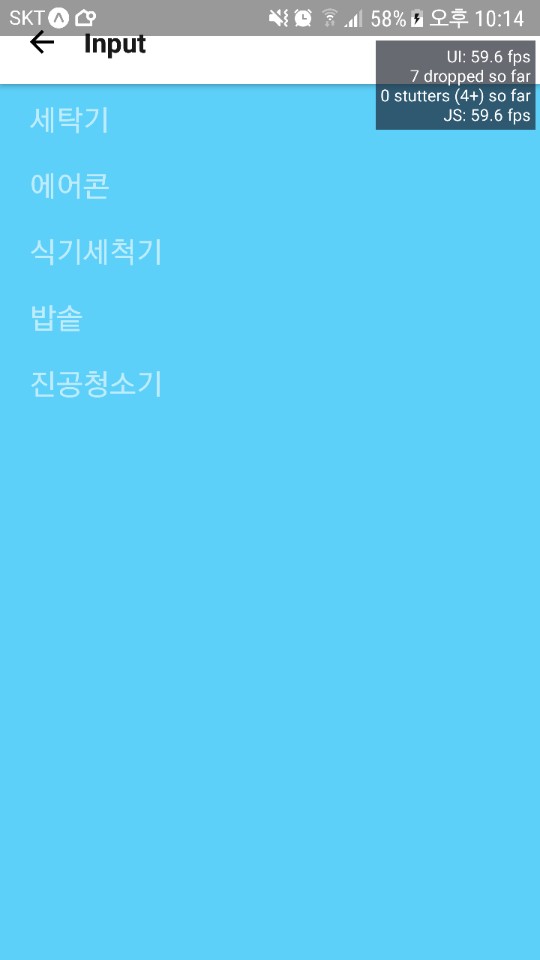 SKT 58% 오후 10:14
Input
UI: 59.6 fps
7 dropped so far
0 stutters (4+) so far
JS: 59.6 fps
세탁기
에어콘
식기세척기
밥솥
진공청소기